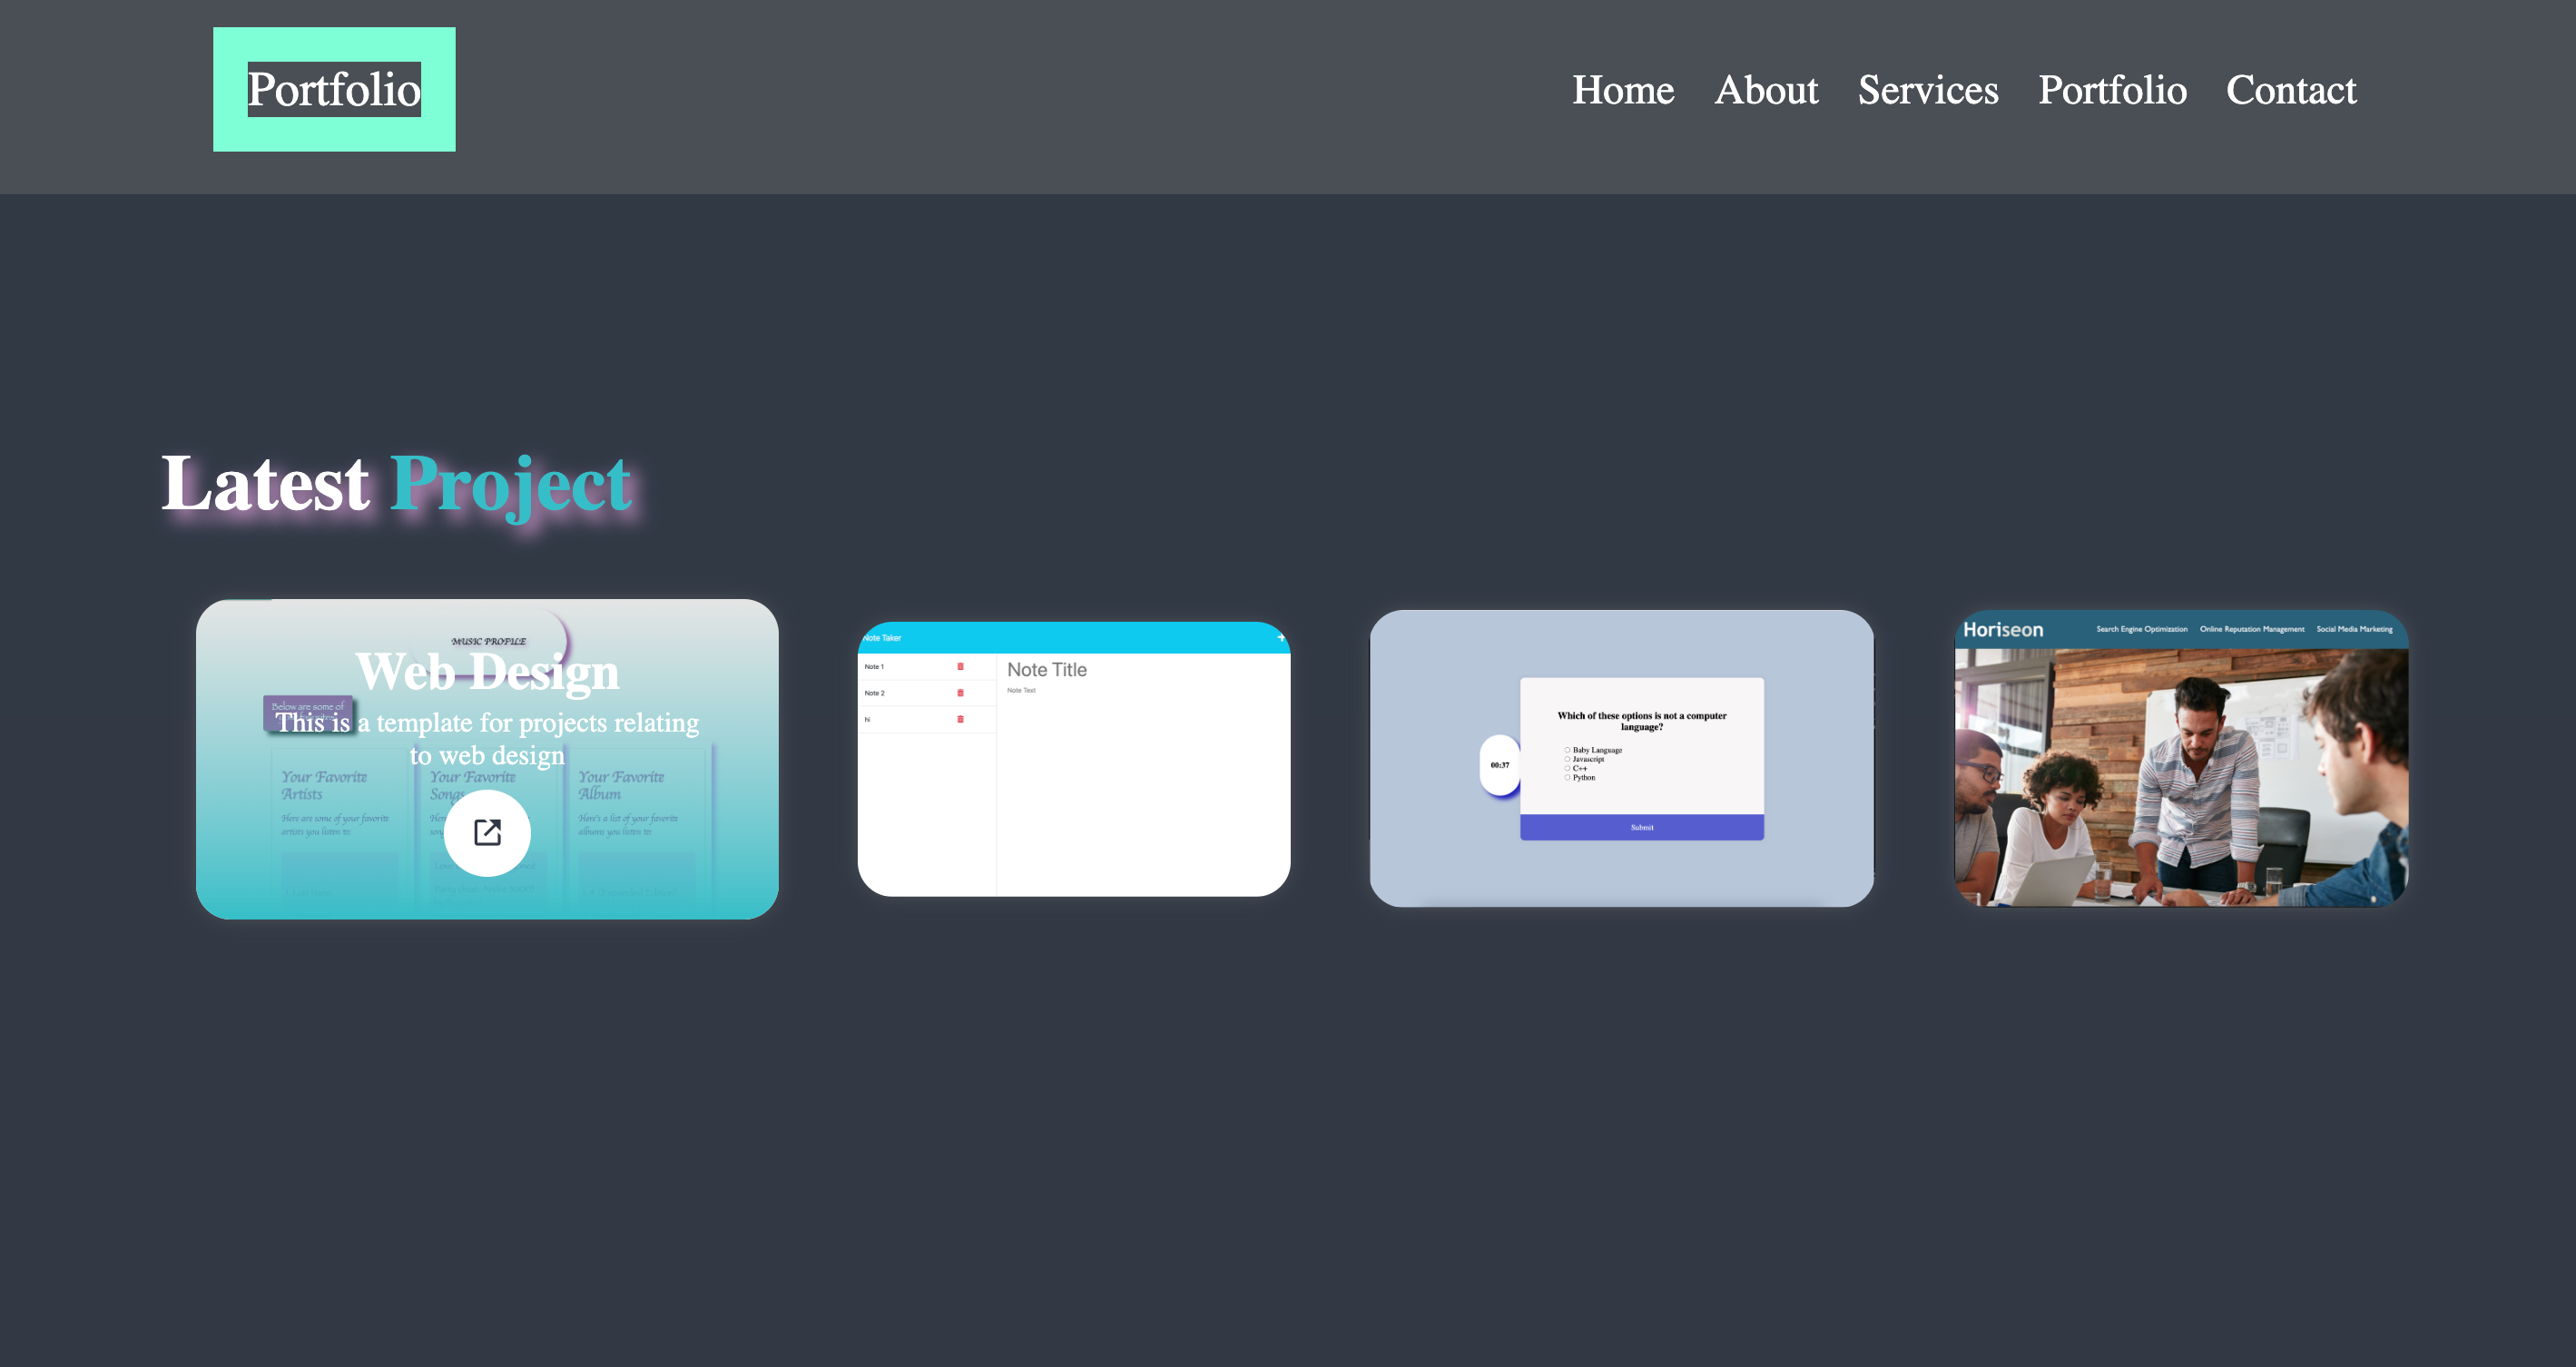 Portfolio
Home About Services Portfolio Contact
Latest Project
MUSIC PROFILE
Web Design
Below are some of
This is a template for projects relating
to web design
Your Favorite
Artists
Here are some of your favorite
artists you listen to:
Your Favorite
Songs
Your Favorite
Album
Here's a list of your favorite
albums you listen to:
Note Taker +
Note 1
Note 2
hi
Note Title
Note Text
Which of these options is not a computer
language?
00:37
Baby Language
Javascript
C++
Python
Submit
Horiseon
Search Engine Optimization Online Reputation Management Social Media Marketing